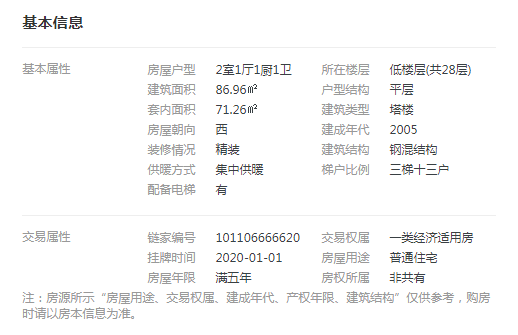 基本信息
基本属性 房屋户型 2室1厅1厨1卫 所在楼层 低楼层(共28层)
建筑面积 86.96㎡ 户型结构 平层
套内面积 71.26㎡ 建筑类型 塔楼
房屋朝向 西 建成年代 2005
装修情况 精装 建筑结构 钢混结构
供暖方式 集中供暖 梯户比例 三梯十三户
配备电梯 有
交易属性 链家编号 101106666620 交易权属 一类经济适用房
挂牌时间 2020-01-01 房屋用途 普通住宅
房屋年限 满五年 房权所属 非共有
注：房源所示“房屋用途、交易权属、建成年代、产权年限、建筑结构”仅供参考，购房
时请以房本信息为准。